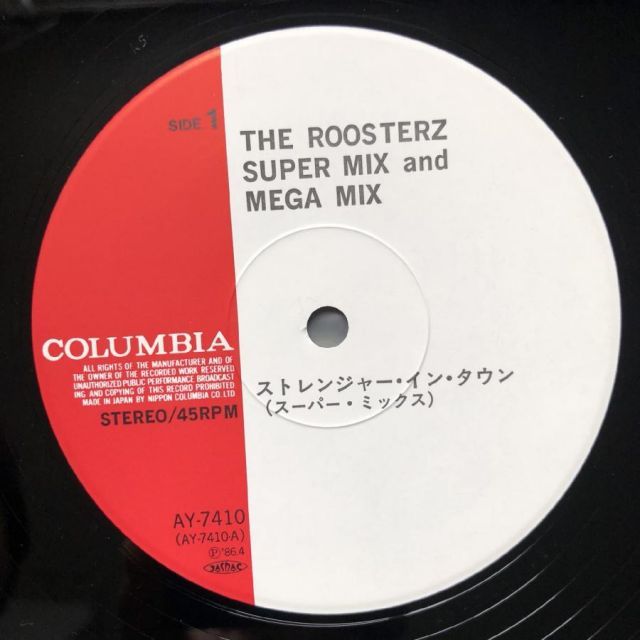 SIDE 1
THE ROOSTERZ
SUPER MIX and
MEGA MIX
COLUMBIA
ALL RIGHTS OF THE MANUFACTURER AND OF
THE OWNER OF THE RECORDED WORK RESERVED
UNAUTHORIZED PUBLIC PERFORMANCE BROADCAST
ING AND COPYING OF THIS RECORD PROHIBITED
MADE IN JAPAN BY NIPPON COLUMBIA CO. LTD
STEREO/45RPM
ストレンジャー・イン・タウン
(スーパー・ミックス)
AY-7410
(AY-7410-A)
Ⓟ'86.4
JASRAC